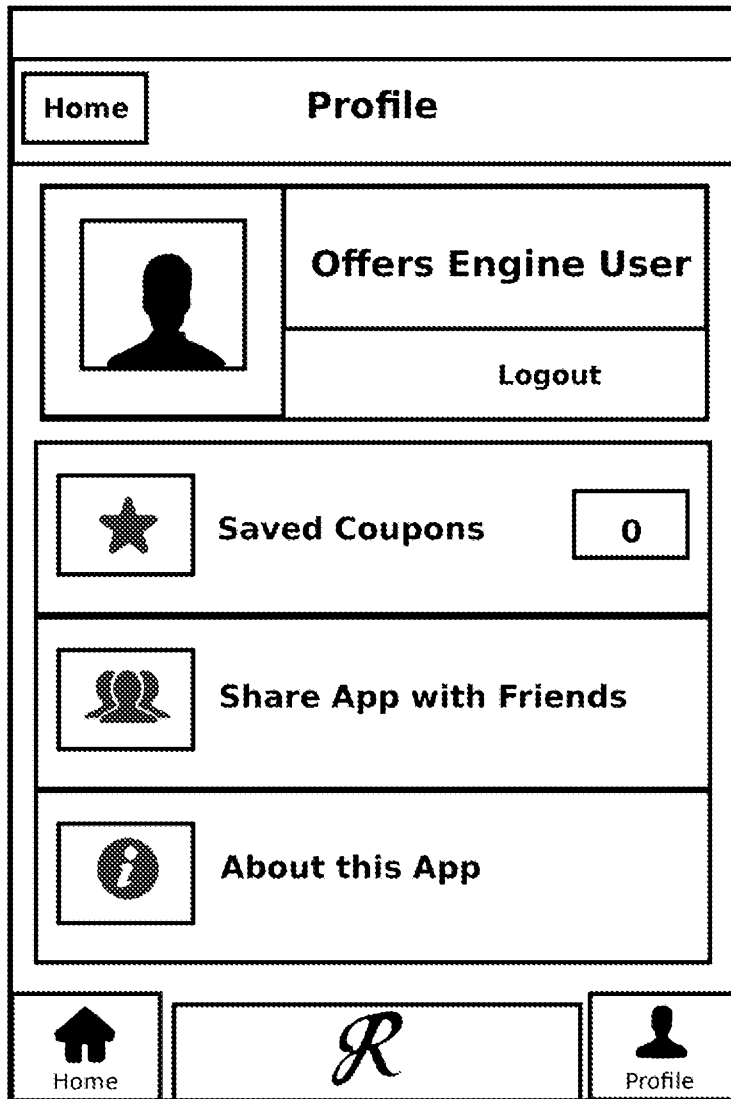 Home
Profile
Offers Engine User
Logout
Saved Coupons
0
Share App with Friends
About this App
Home
R
Profile